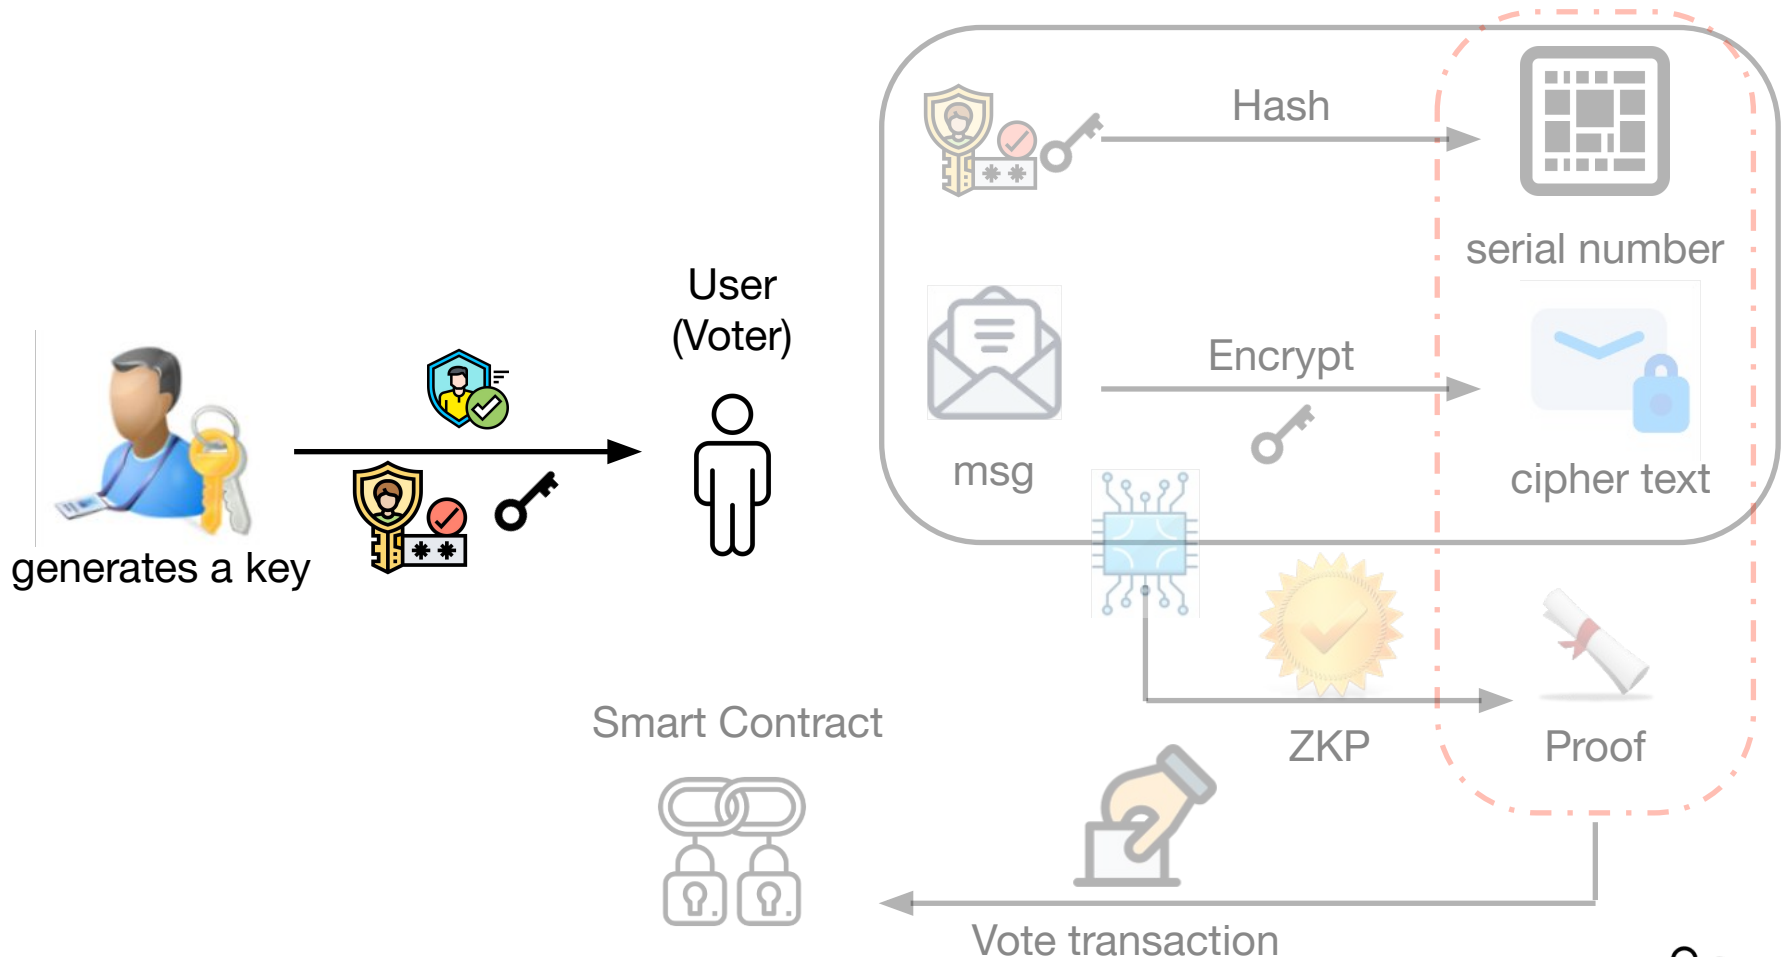 Hash
serial number
User
(Voter)
Encrypt
msg
cipher text
generates a key
Smart Contract
ZKP
Proof
Vote transaction